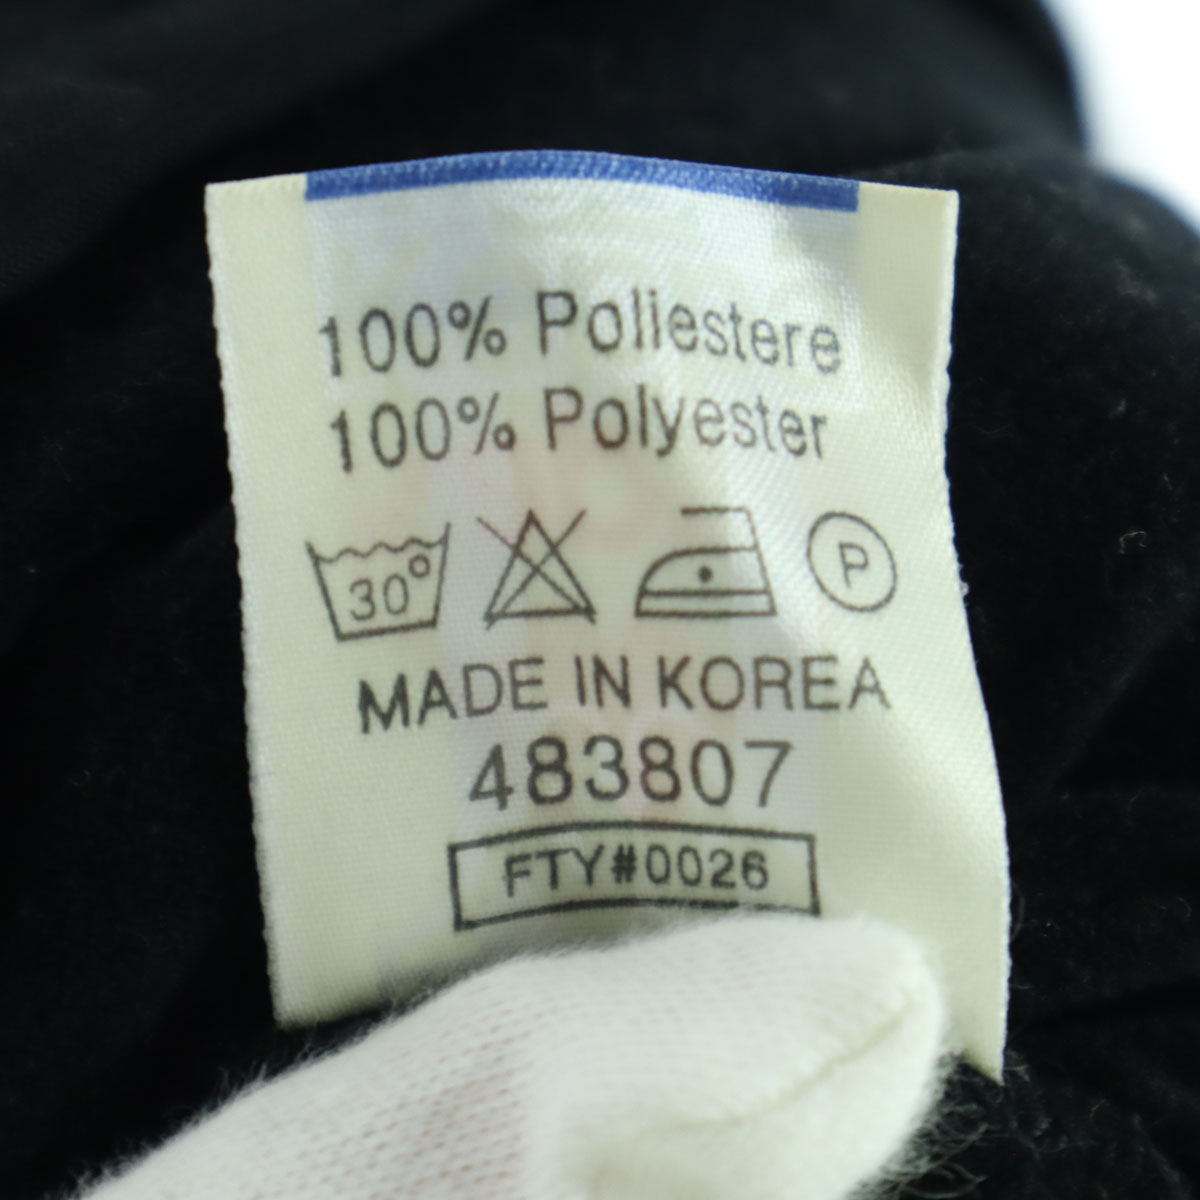 100% Poliestere
100% Polyester
30° P
MADE IN KOREA
483807
FTY#0026